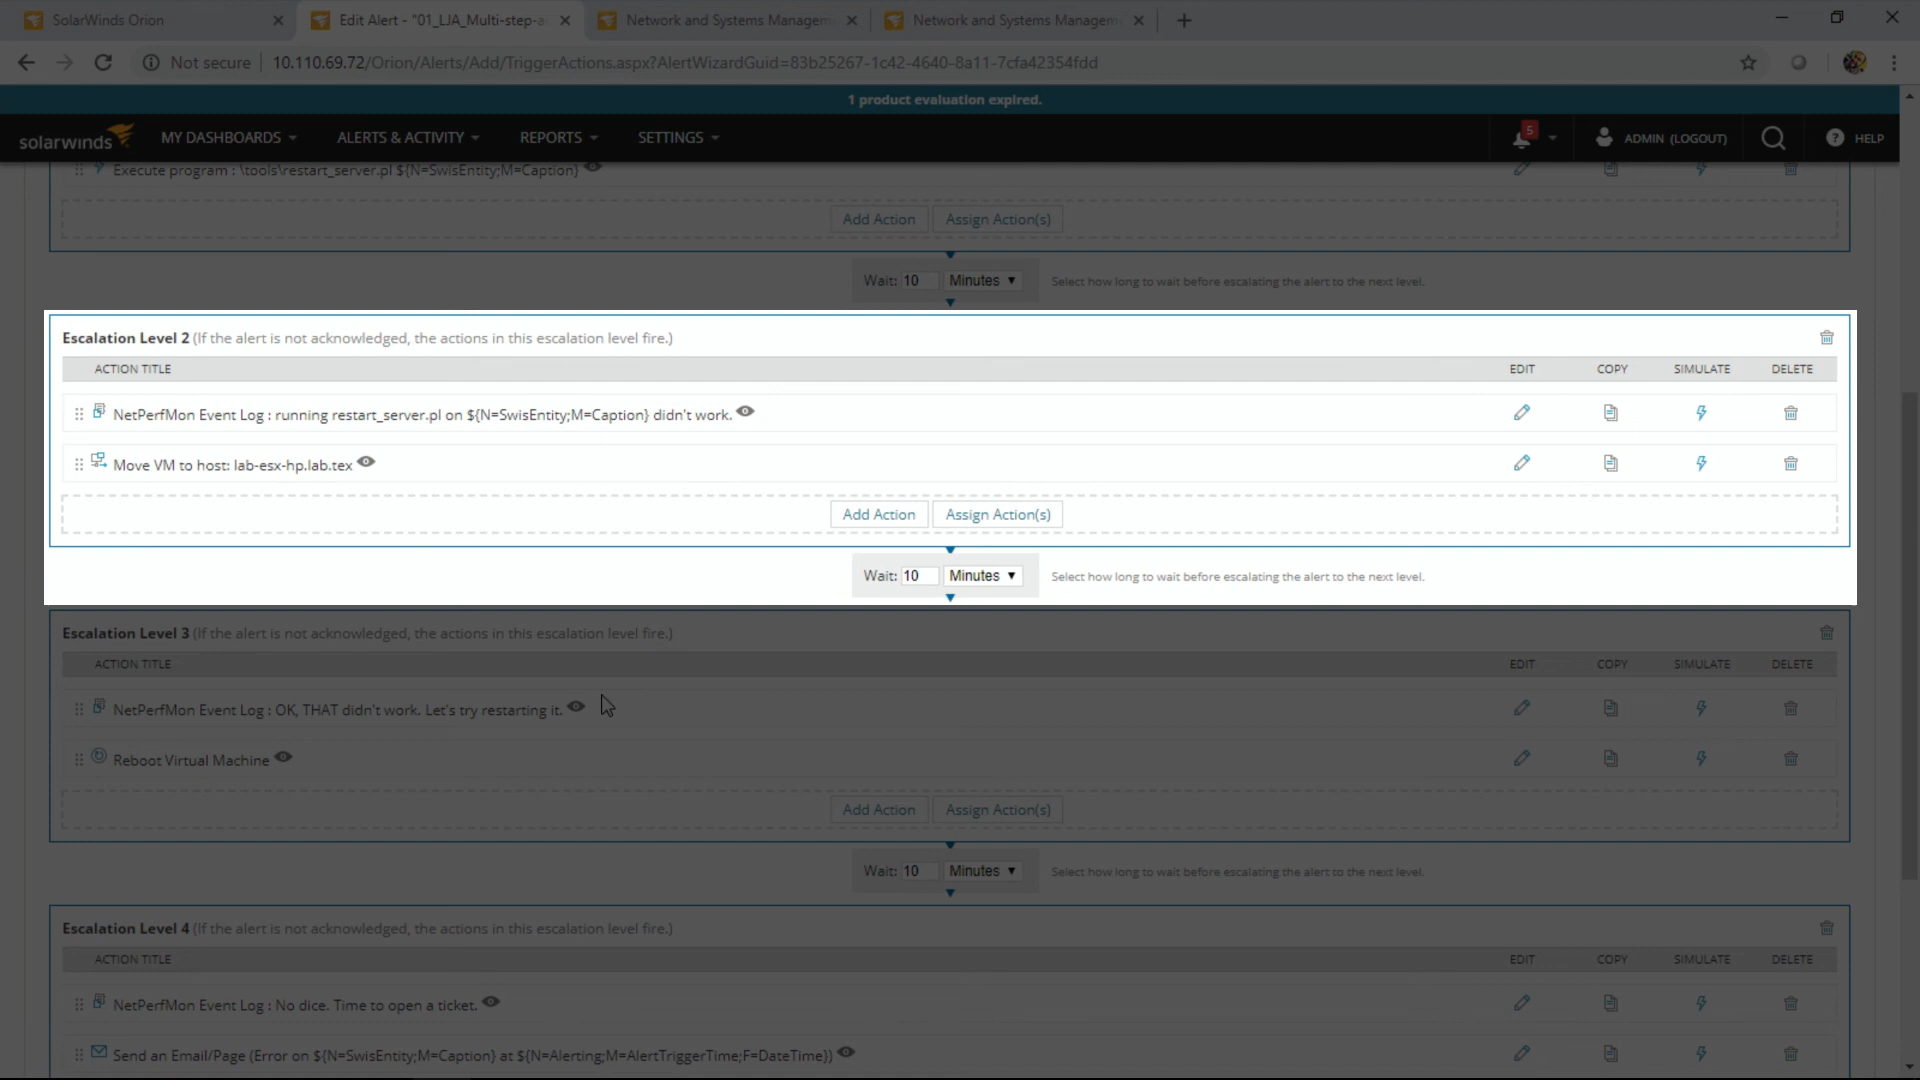 SolarWinds Orion
Edit Alert - "01_LJA_Multi-step-a
Network and Systems Managem
Network and Systems Managem
Not secure
10.110.69.72/Orion/Alerts/Add/TriggerActions.aspx?AlertWizardGuid=83b25267-1c42-4640-8a11-7cfa42354fdd
1 product evaluation expired.
solarwinds
MY DASHBOARDS
ALERTS & ACTIVITY
REPORTS
SETTINGS
5
ADMIN (LOGOUT)
? HELP
Execute program : \tools\restart_server.pl ${N=SwisEntity;M=Caption}
Add Action
Assign Action(s)
Wait: 10 Minutes
Select how long to wait before escalating the alert to the next level.
Escalation Level 2 (If the alert is not acknowledged, the actions in this escalation level fire.)
ACTION TITLE EDIT COPY SIMULATE DELETE
NetPerfMon Event Log : running restart_server.pl on ${N=SwisEntity;M=Caption} didn't work.
Move VM to host: lab-esx-hp.lab.tex
Add Action
Assign Action(s)
Wait: 10 Minutes
Select how long to wait before escalating the alert to the next level.
Escalation Level 3 (If the alert is not acknowledged, the actions in this escalation level fire.)
ACTION TITLE EDIT COPY SIMULATE DELETE
NetPerfMon Event Log : OK, THAT didn't work. Let's try restarting it.
Reboot Virtual Machine
Add Action
Assign Action(s)
Wait: 10 Minutes
Select how long to wait before escalating the alert to the next level.
Escalation Level 4 (If the alert is not acknowledged, the actions in this escalation level fire.)
ACTION TITLE EDIT COPY SIMULATE DELETE
NetPerfMon Event Log : No dice. Time to open a ticket.
Send an Email/Page (Error on ${N=SwisEntity;M=Caption} at ${N=Alerting;M=AlertTriggerTime;F=DateTime})